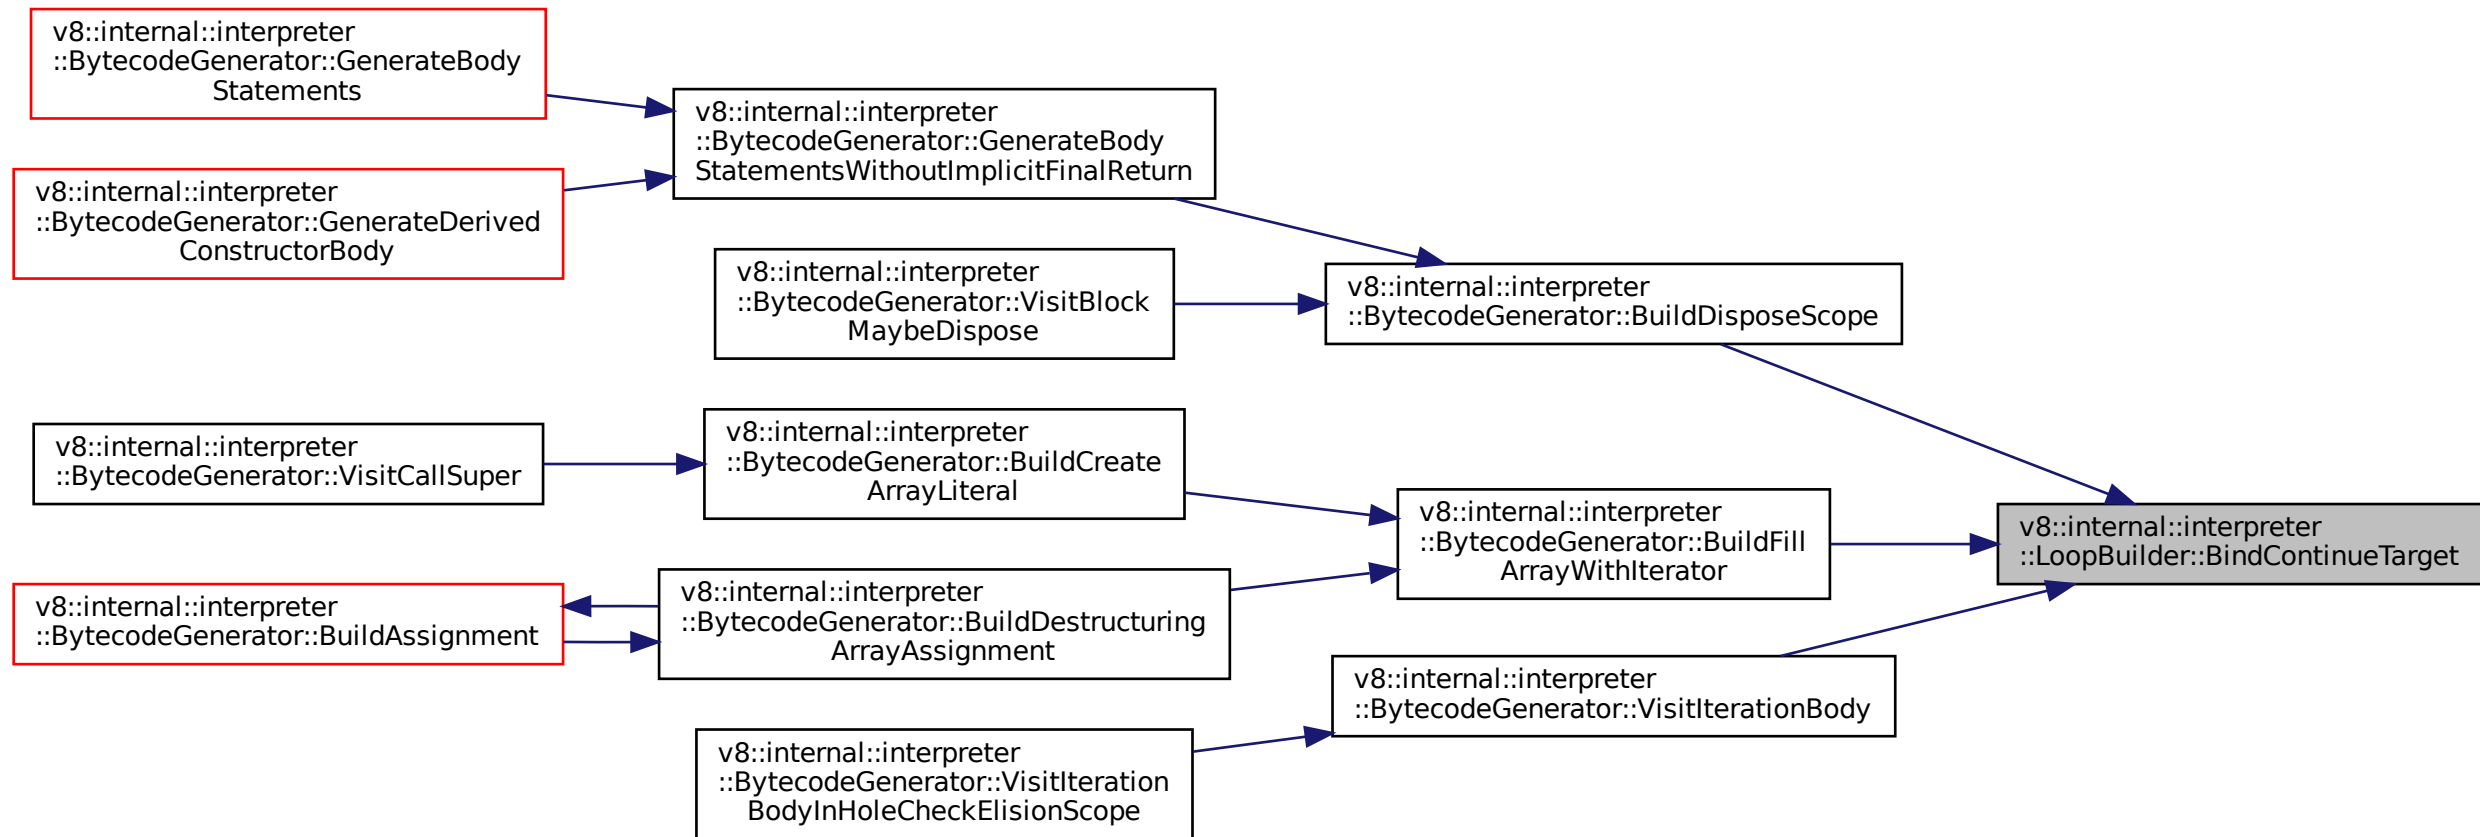 v8::internal::interpreter
::BytecodeGenerator::GenerateBody
Statements
v8::internal::interpreter
::BytecodeGenerator::GenerateDerived
ConstructorBody
v8::internal::interpreter
::BytecodeGenerator::GenerateBody
StatementsWithoutImplicitFinalReturn
v8::internal::interpreter
::BytecodeGenerator::VisitBlock
MaybeDispose
v8::internal::interpreter
::BytecodeGenerator::BuildDisposeScope
v8::internal::interpreter
::BytecodeGenerator::VisitCallSuper
v8::internal::interpreter
::BytecodeGenerator::BuildCreate
ArrayLiteral
v8::internal::interpreter
::BytecodeGenerator::BuildFill
ArrayWithIterator
v8::internal::interpreter
::LoopBuilder::BindContinueTarget
v8::internal::interpreter
::BytecodeGenerator::BuildAssignment
v8::internal::interpreter
::BytecodeGenerator::BuildDestructuring
ArrayAssignment
v8::internal::interpreter
::BytecodeGenerator::VisitIterationBody
v8::internal::interpreter
::BytecodeGenerator::VisitIteration
BodyInHoleCheckElisionScope